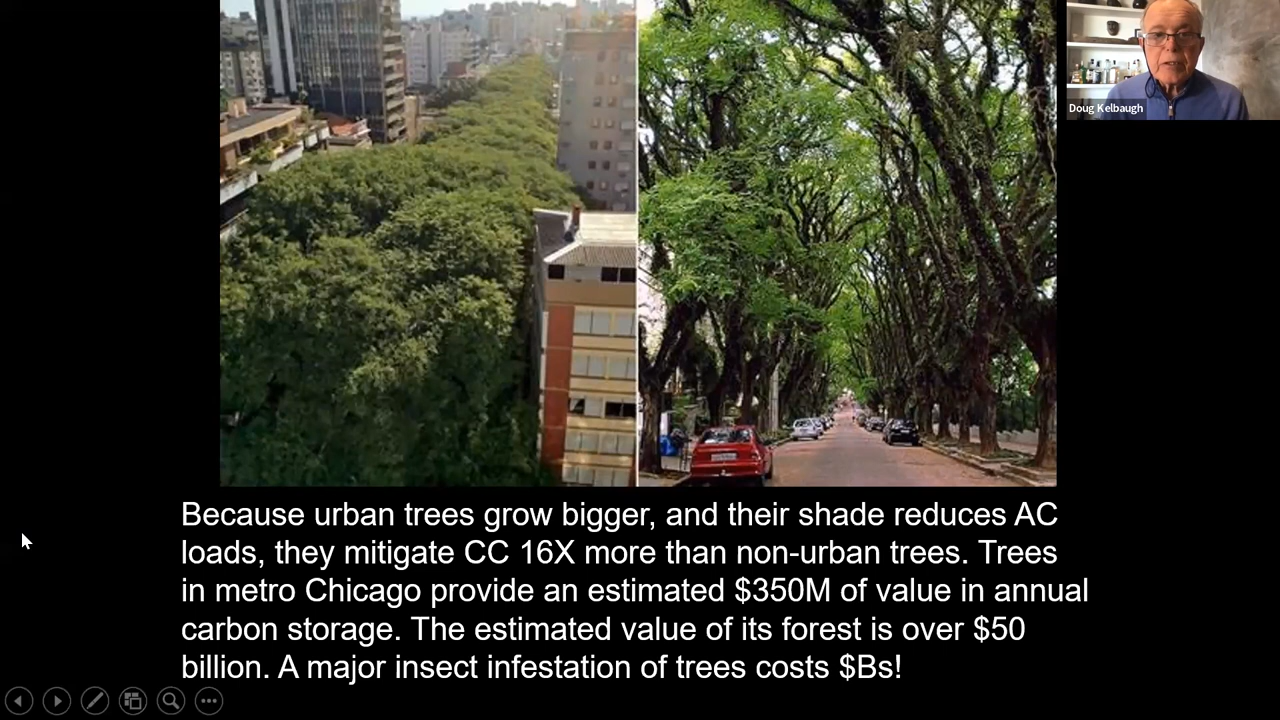 Doug Kelbaugh
Because urban trees grow bigger, and their shade reduces AC
loads, they mitigate CC 16X more than non-urban trees. Trees
in metro Chicago provide an estimated $350M of value in annual
carbon storage. The estimated value of its forest is over $50
billion. A major insect infestation of trees costs $Bs!